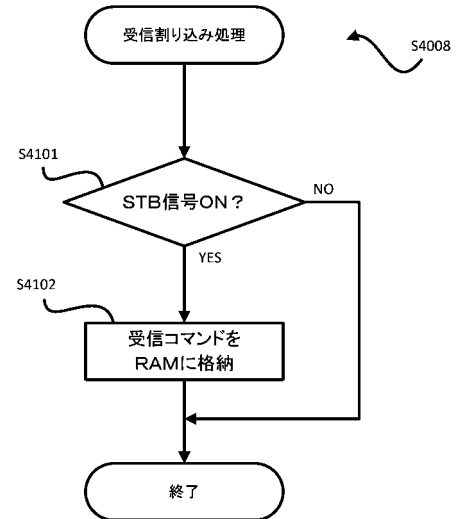 受信割り込み処理
S4008
S4101
STB信号ON？
NO
YES
S4102
受信コマンドを
RAMに格納
終了